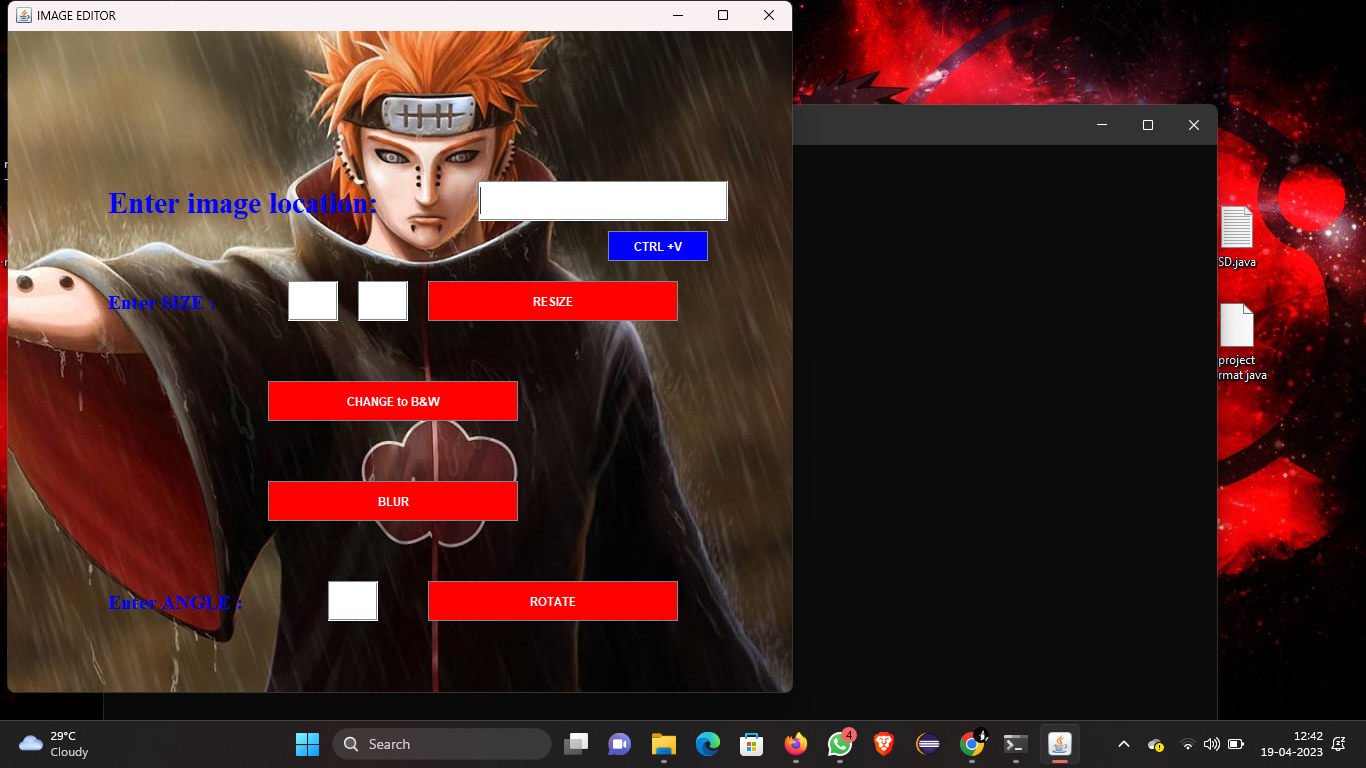 IMAGE EDITOR
Enter image location:
CTRL +V
Enter SIZE :
RESIZE
CHANGE to B&W
BLUR
Enter ANGLE :
ROTATE
SD.java
project
rmat java
29°C
Cloudy
Search
4
12:42
19-04-2023